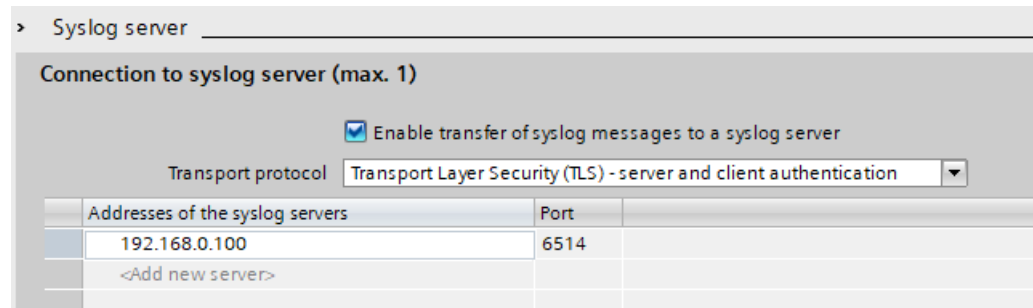 Syslog server
Connection to syslog server (max. 1)
Enable transfer of syslog messages to a syslog server
Transport protocol Transport Layer Security (TLS) - server and client authentication
Addresses of the syslog servers Port
192.168.0.100 6514
<Add new server>